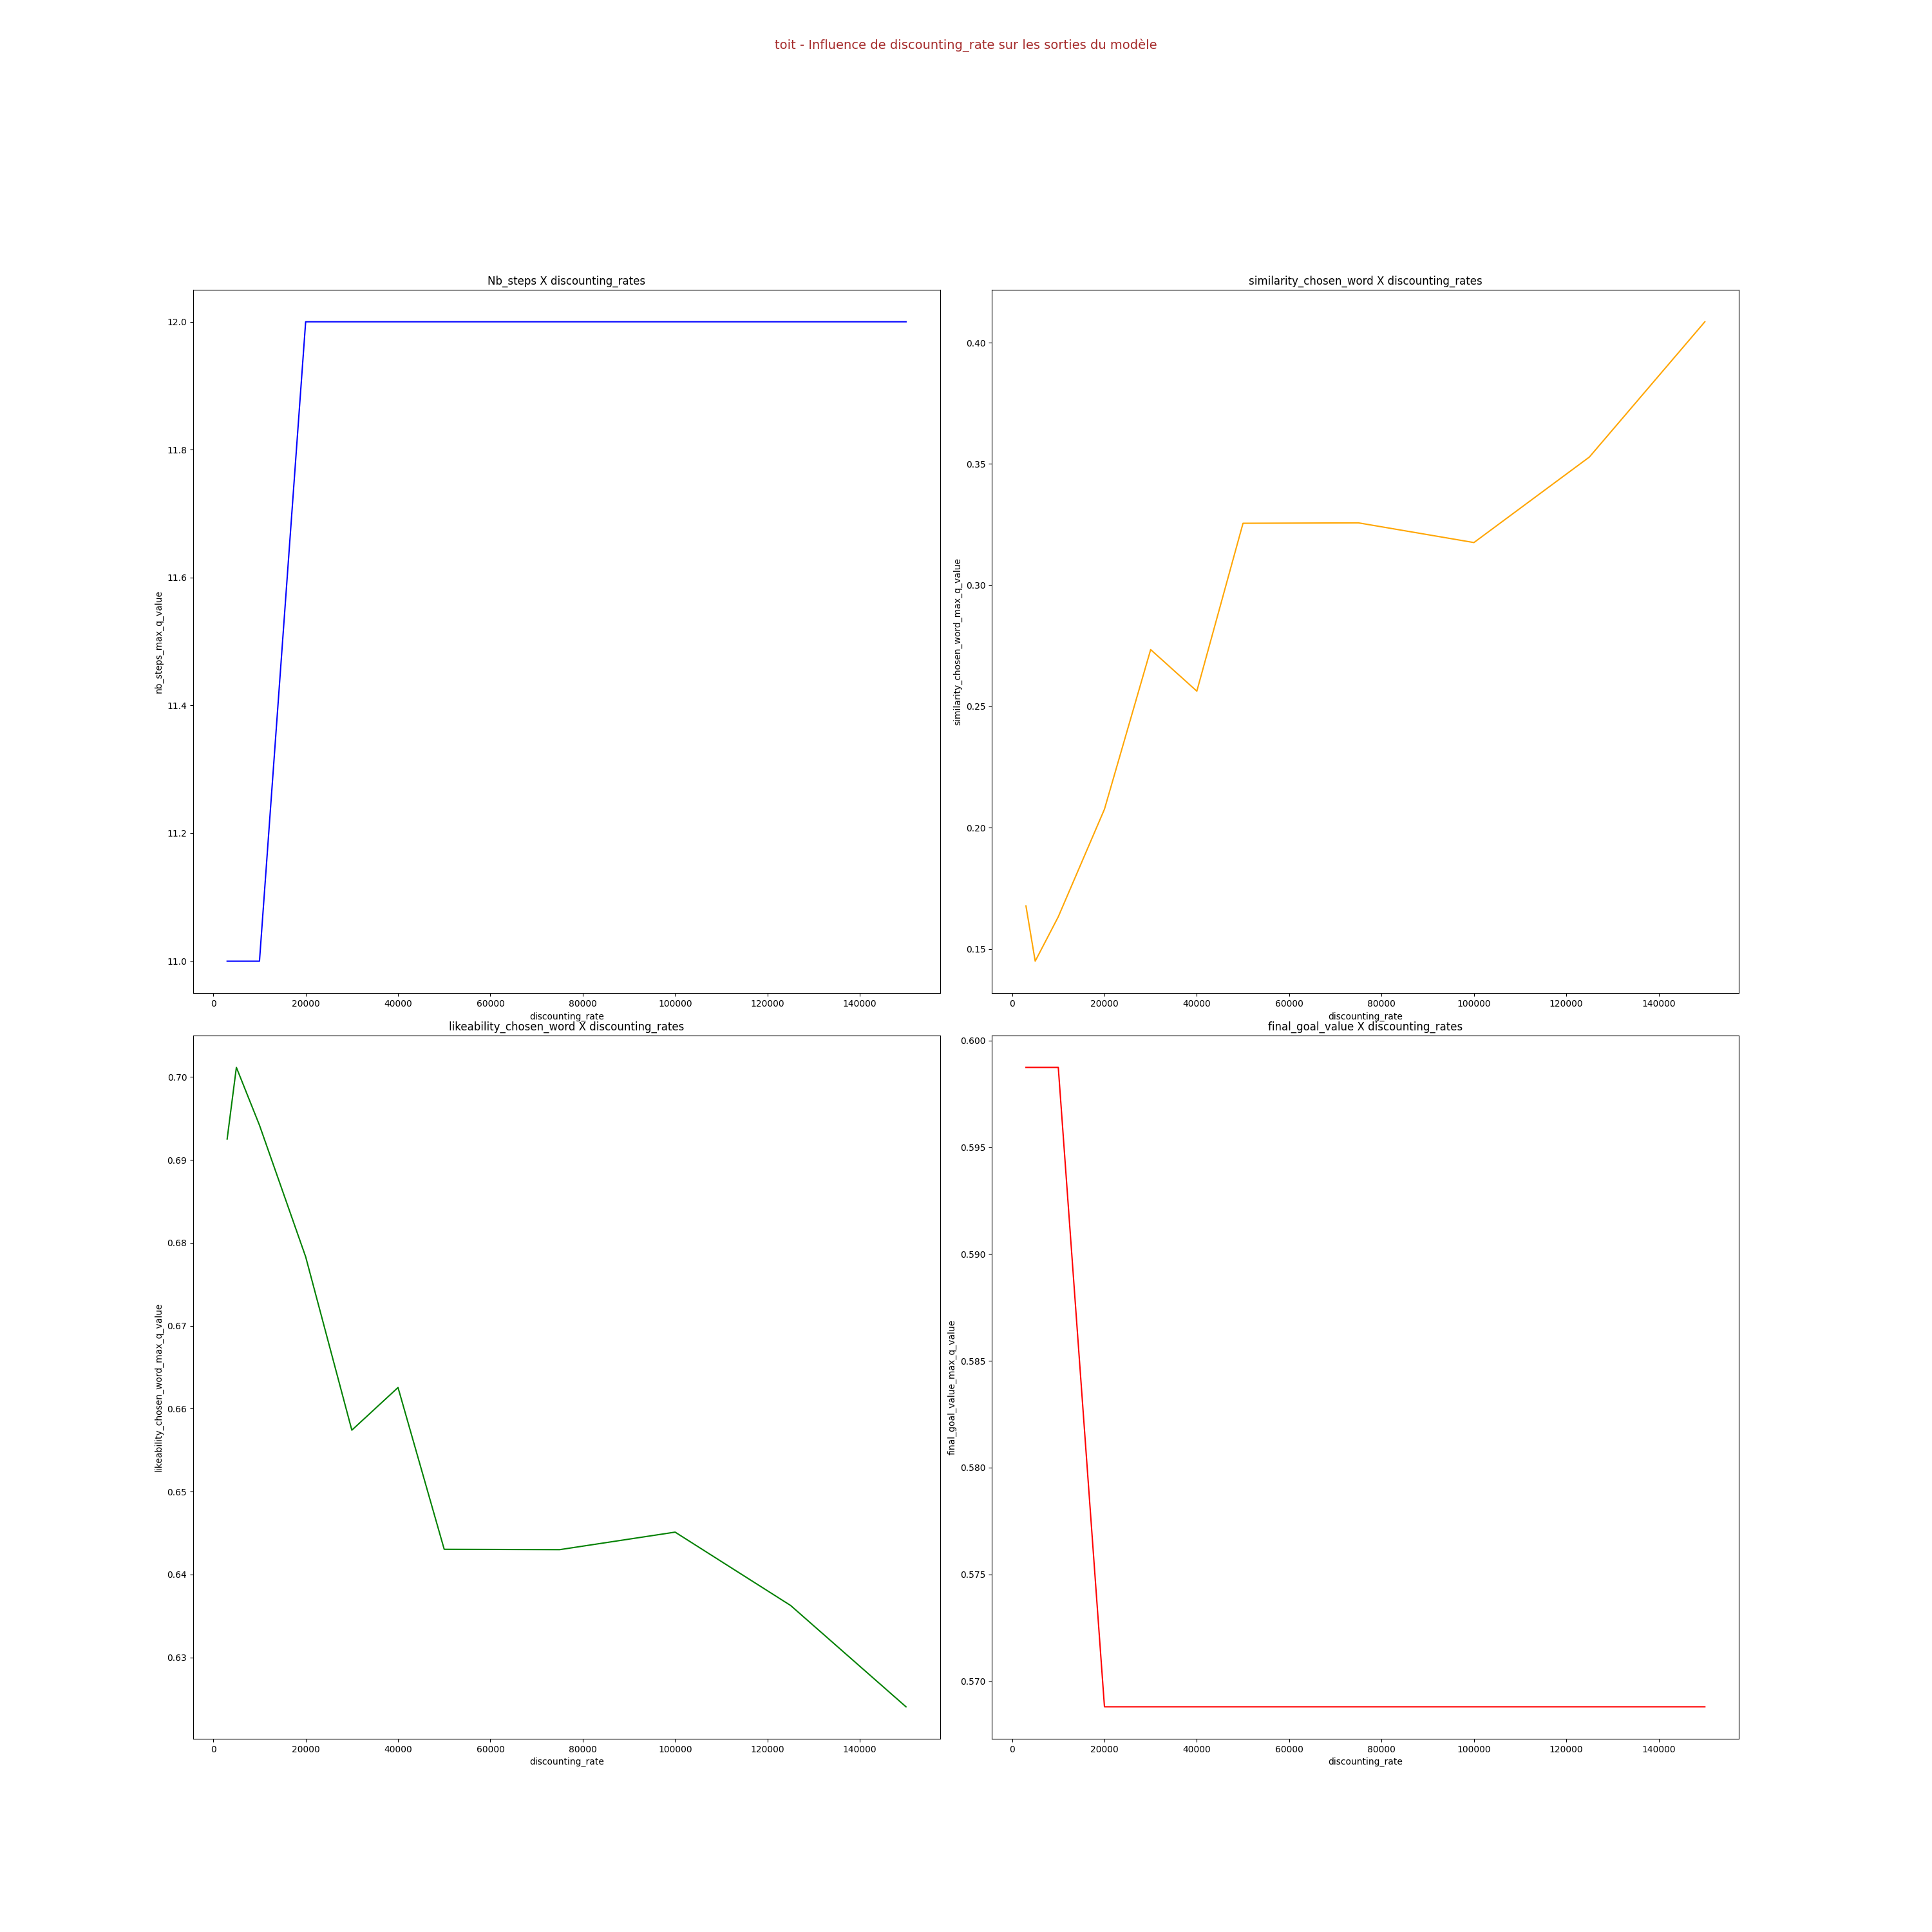 toit - Influence de discounting_rate sur les sorties du modèle
Nb_steps X discounting_rates
nb_steps_max_q_value
12.0
11.8
11.6
11.4
11.2
11.0
0 20000 40000 60000 80000 100000 120000 140000
discounting_rate
similarity_chosen_word X discounting_rates
similarity_chosen_word_max_q_value
0.40
0.35
0.30
0.25
0.20
0.15
0 20000 40000 60000 80000 100000 120000 140000
discounting_rate
likeability_chosen_word X discounting_rates
likeability_chosen_word_max_q_value
0.70
0.69
0.68
0.67
0.66
0.65
0.64
0.63
0 20000 40000 60000 80000 100000 120000 140000
discounting_rate
final_goal_value X discounting_rates
final_goal_value_max_q_value
0.600
0.595
0.590
0.585
0.580
0.575
0.570
0 20000 40000 60000 80000 100000 120000 140000
discounting_rate